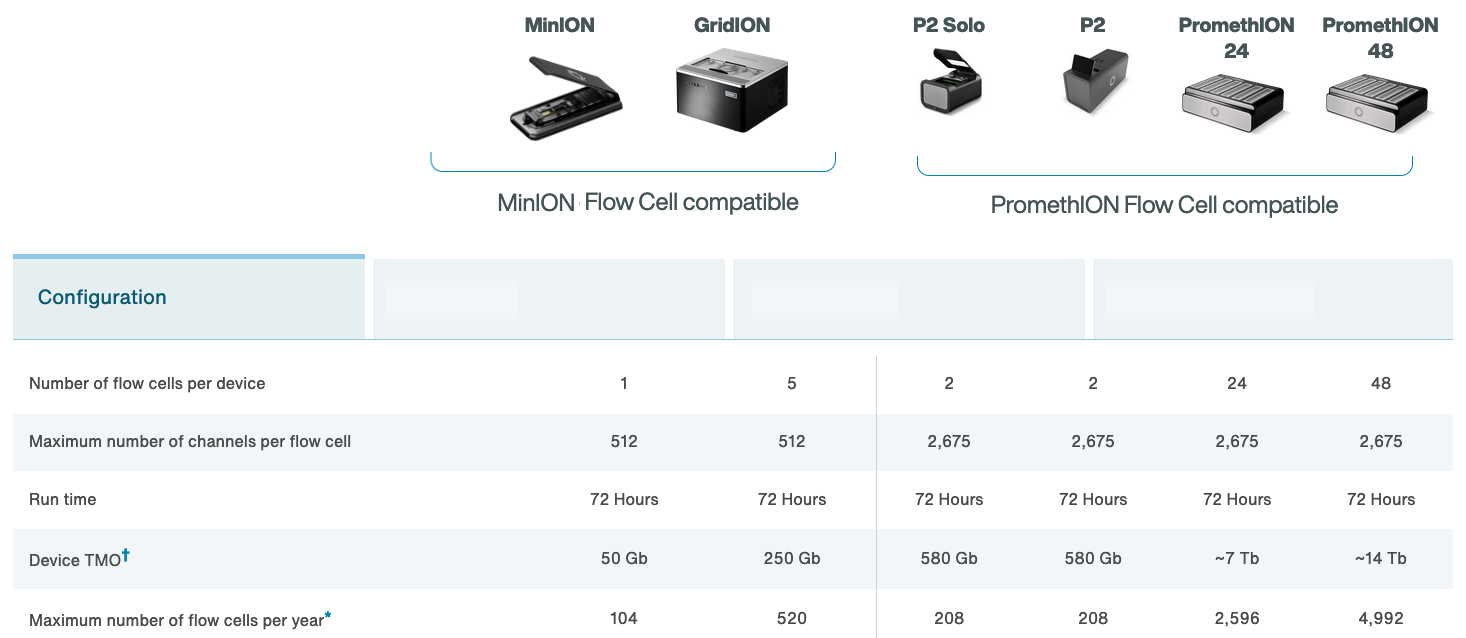 MinION GridION P2 Solo P2 PromethION PromethION
24 48
MinION Flow Cell compatible PromethION Flow Cell compatible
Configuration
Number of flow cells per device 1 5 2 2 24 48
Maximum number of channels per flow cell 512 512 2,675 2,675 2,675 2,675
Run time 72 Hours 72 Hours 72 Hours 72 Hours 72 Hours 72 Hours
Device TMO† 50 Gb 250 Gb 580 Gb 580 Gb ~7 Tb ~14 Tb
Maximum number of flow cells per year* 104 520 208 208 2,596 4,992